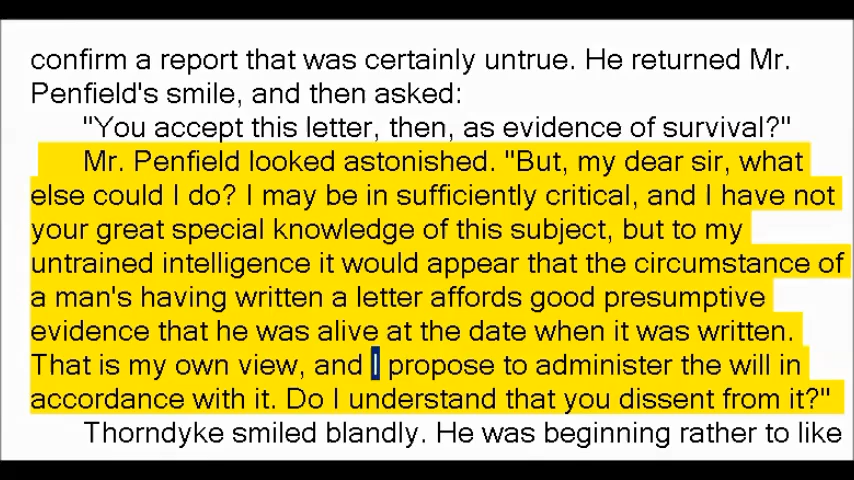 confirm a report that was certainly untrue. He returned Mr.
Penfield's smile, and then asked:
"You accept this letter, then, as evidence of survival?"
Mr. Penfield looked astonished. "But, my dear sir, what
else could I do? I may be in sufficiently critical, and I have not
your great special knowledge of this subject, but to my
untrained intelligence it would appear that the circumstance of
a man's having written a letter affords good presumptive
evidence that he was alive at the date when it was written.
That is my own view, and I propose to administer the will in
accordance with it. Do I understand that you dissent from it?"
Thorndyke smiled blandly. He was beginning rather to like